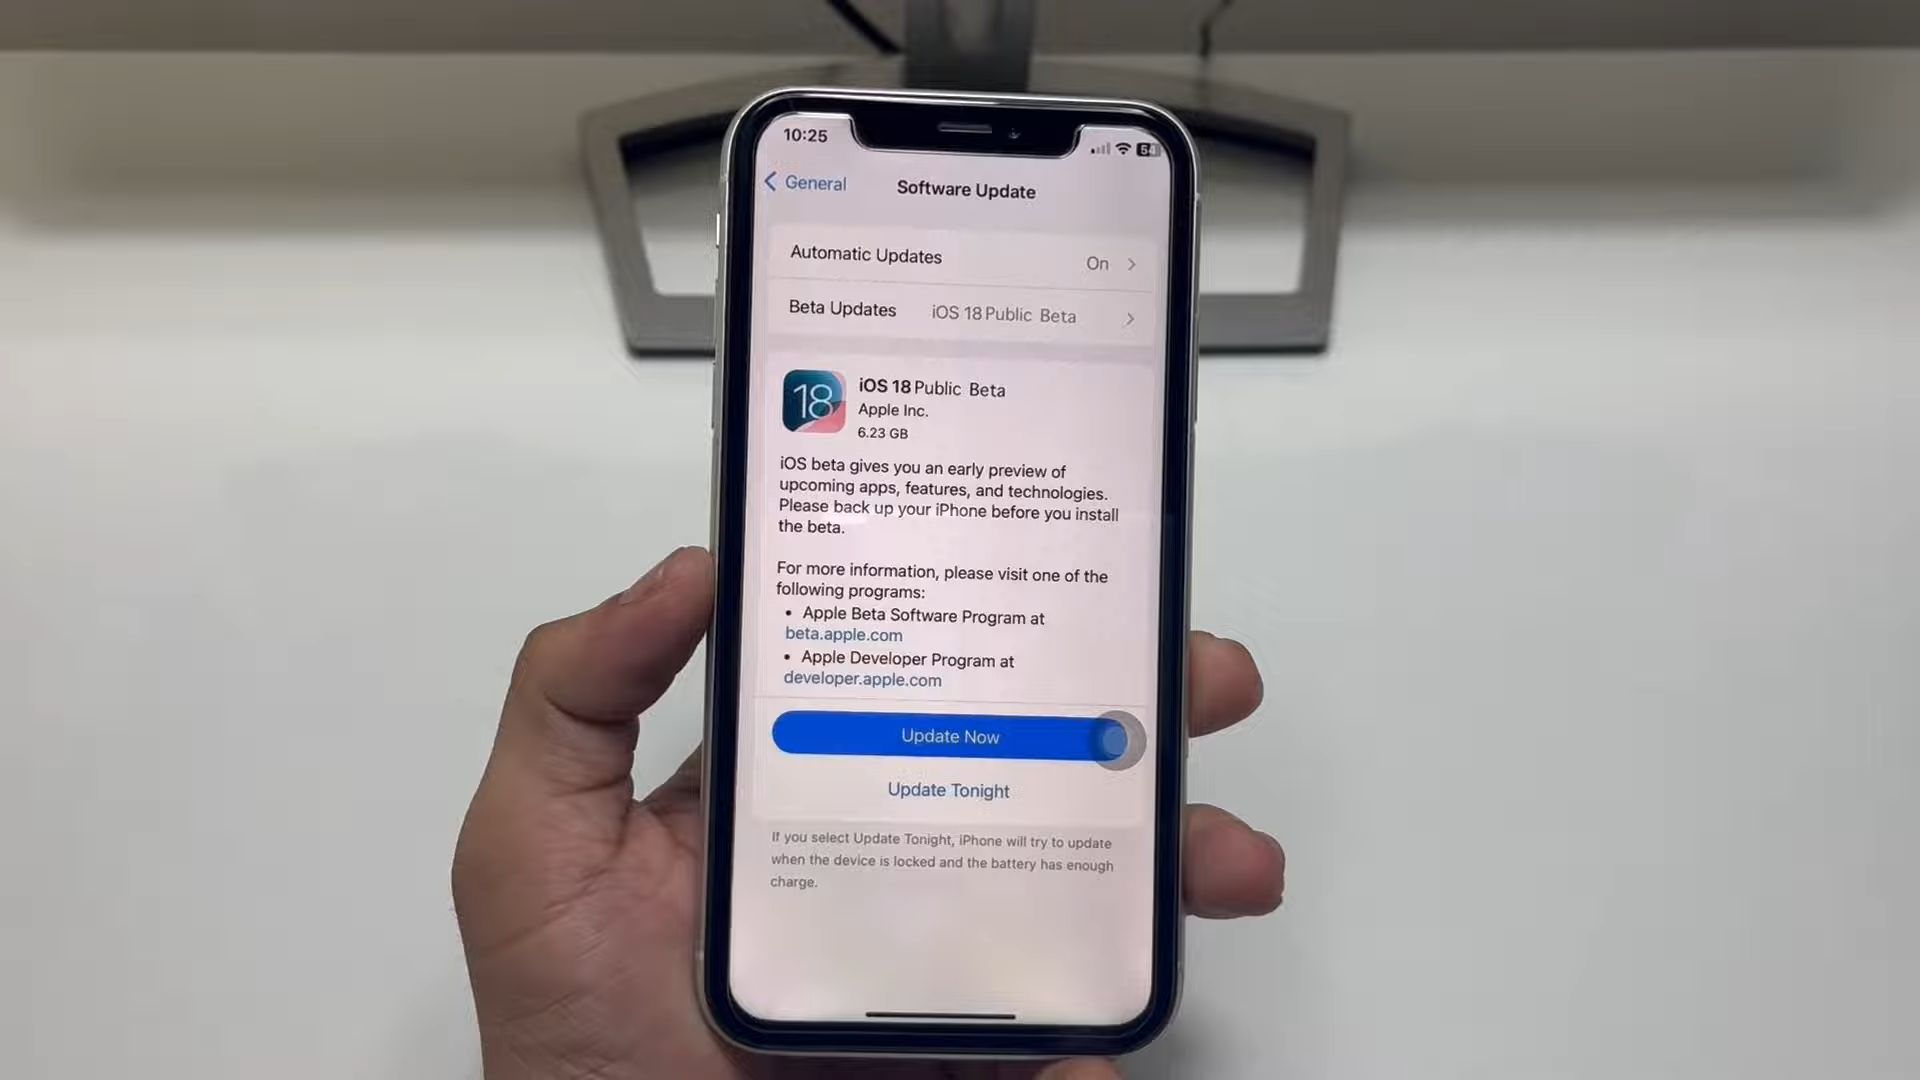 10:25
54
General
Software Update
Automatic Updates On
Beta Updates iOS 18 Public Beta
18
iOS 18 Public Beta
Apple Inc.
6.23 GB
iOS beta gives you an early preview of
upcoming apps, features, and technologies.
Please back up your iPhone before you install
the beta.
For more information, please visit one of the
following programs:
• Apple Beta Software Program at
beta.apple.com
• Apple Developer Program at
developer.apple.com
Update Now
Update Tonight
If you select Update Tonight, iPhone will try to update
when the device is locked and the battery has enough
charge.